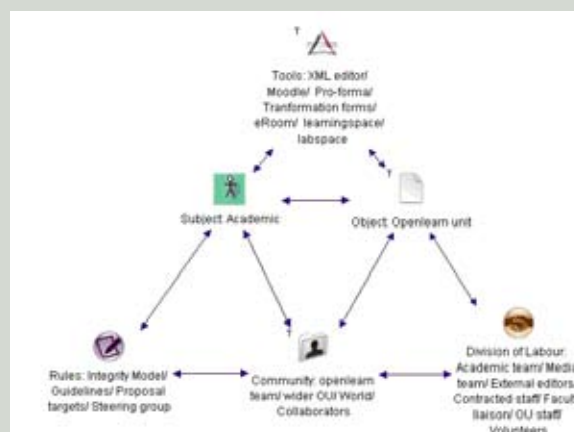 T
Tools: XML editor/
Moodle/ Pro-forma/
Tranformation forms/
eRoom/ learningspace/
labspace
T
Subject: Academic
Object: Openlearn unit
T
Rules: Integrity Model/
Guidelines/ Proposal
targets/ Steering group
Community: openlearn
team/ wider OU/ World/
Collaborators
Division of Labour:
Academic team/ Media
team/ External editors/
Contracted staff/ Facult
liaison/ OU staff/
Volunteers